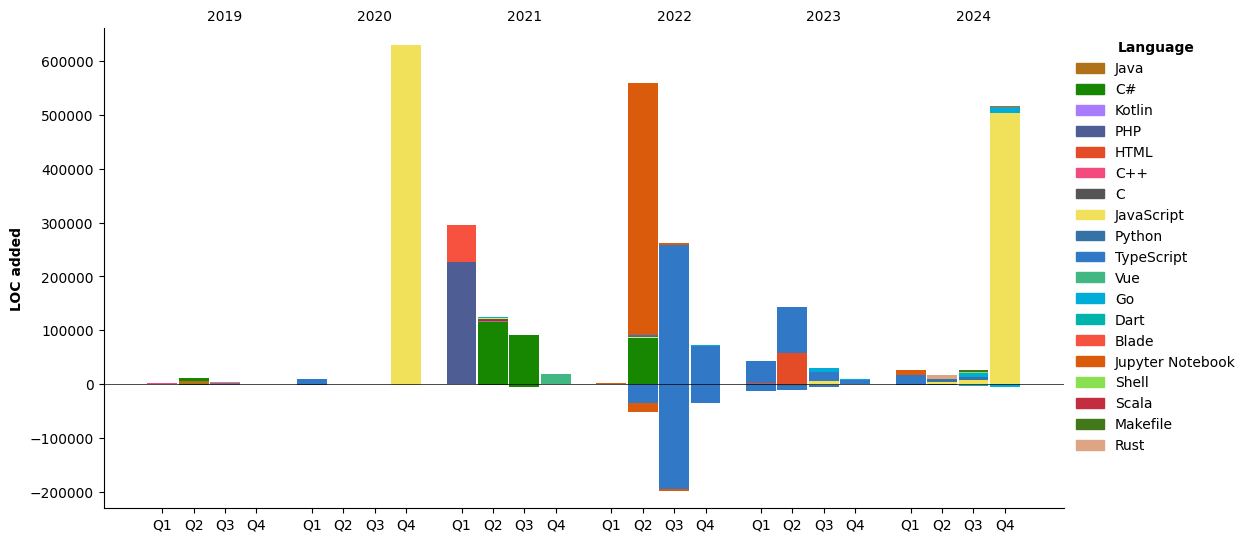 2019 2020 2021 2022 2023 2024
LOC added
600000
500000
400000
300000
200000
100000
0
−100000
−200000
Q1 Q2 Q3 Q4 Q1 Q2 Q3 Q4 Q1 Q2 Q3 Q4 Q1 Q2 Q3 Q4 Q1 Q2 Q3 Q4 Q1 Q2 Q3 Q4
Language
Java
C#
Kotlin
PHP
HTML
C++
C
JavaScript
Python
TypeScript
Vue
Go
Dart
Blade
Jupyter Notebook
Shell
Scala
Makefile
Rust